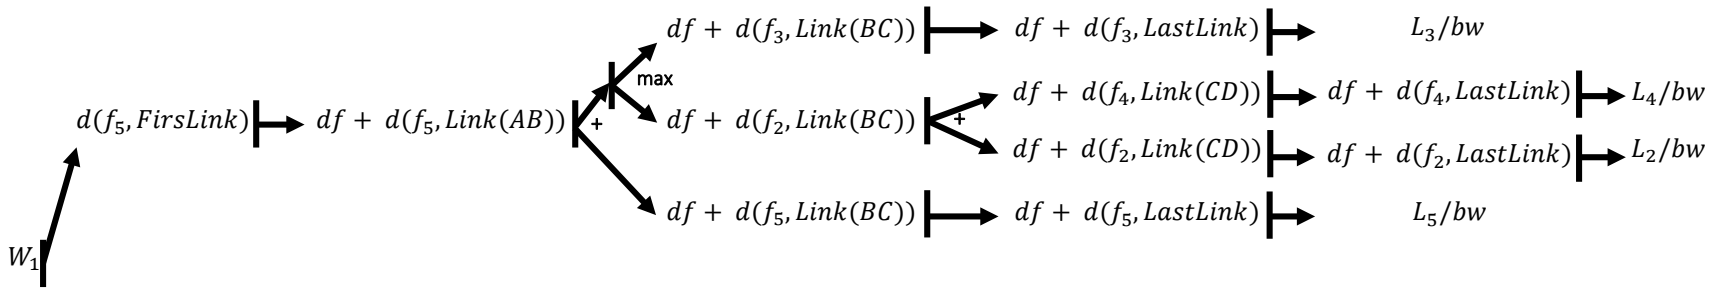 df + d(f₃, Link(BC)) df + d(f₃, LastLink) L₃/bw
max
df + d(f₄, Link(CD)) df + d(f₄, LastLink) L₄/bw
d(f₅, FirsLink) df + d(f₅, Link(AB)) + df + d(f₂, Link(BC)) +
df + d(f₂, Link(CD)) df + d(f₂, LastLink) L₂/bw
df + d(f₅, Link(BC)) df + d(f₅, LastLink) L₅/bw
W₁